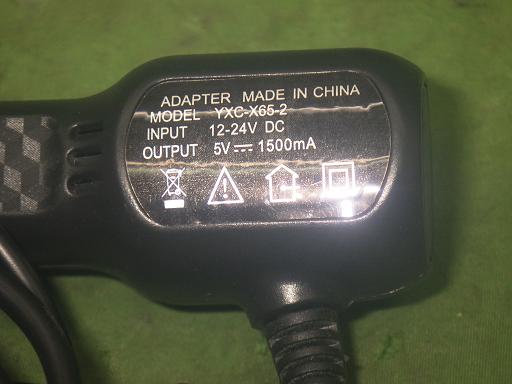 ADAPTER MADE IN CHINA
MODEL YXC-X65-2
INPUT 12-24V DC
OUTPUT 5V⎓1500mA